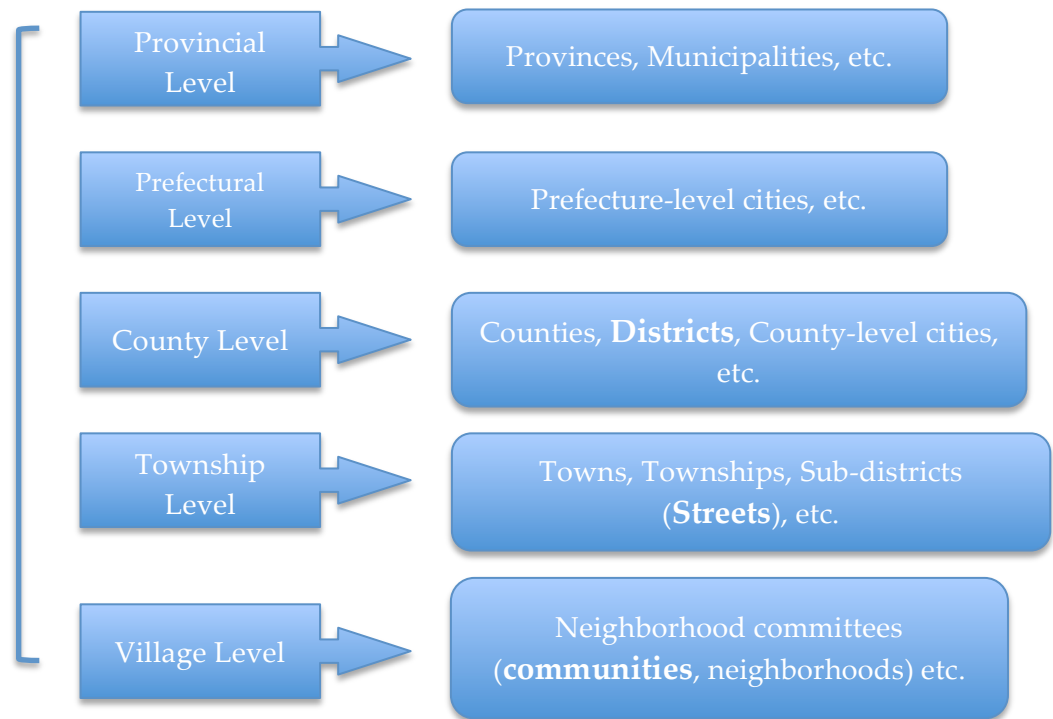 Provincial
Level
Provinces, Municipalities, etc.
Prefectural
Level
Prefecture-level cities, etc.
County Level
Counties, Districts, County-level cities,
etc.
Township
Level
Towns, Townships, Sub-districts
(Streets), etc.
Village Level
Neighborhood committees
(communities, neighborhoods) etc.